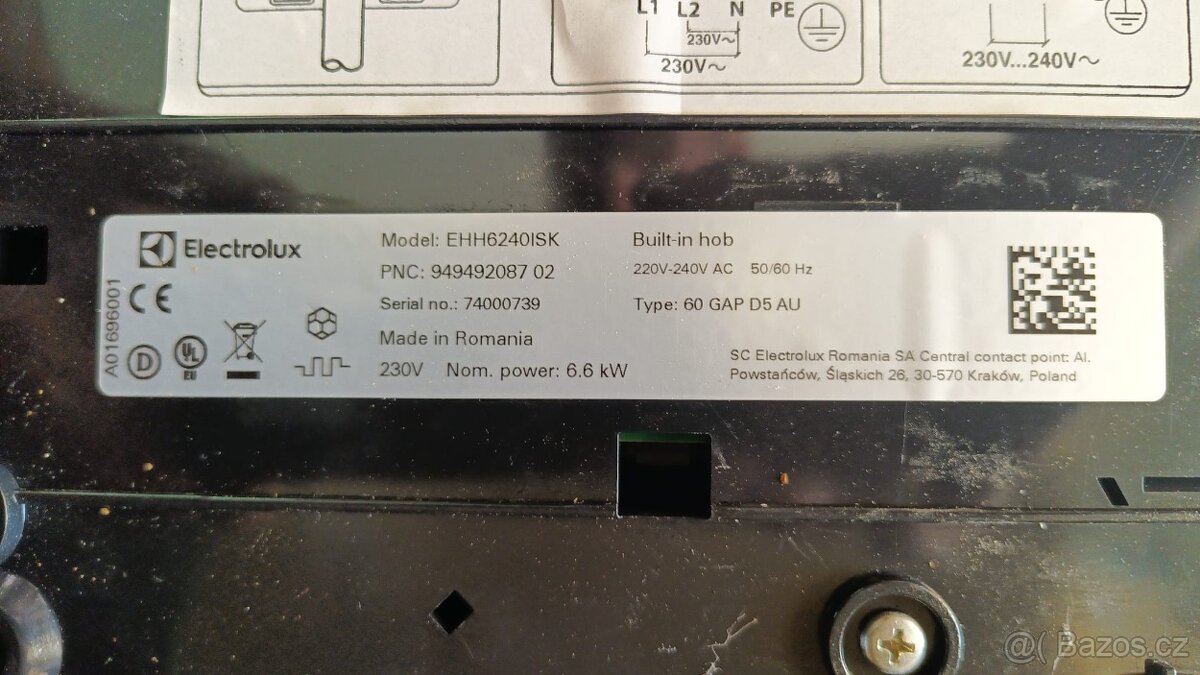 L1 L2 N PE
230V~
230V~
230V...240V~
Electrolux
Model: EHH6240ISK
PNC: 949492087 02
Serial no.: 74000739
Made in Romania
230V Nom. power: 6.6 kW
Built-in hob
220V-240V AC 50/60 Hz
Type: 60 GAP D5 AU
SC Electrolux Romania SA Central contact point: Al.
Powstańców, Śląskich 26, 30-570 Kraków, Poland
A01696001
CE
D
UL
EU
@( Bazos.cz